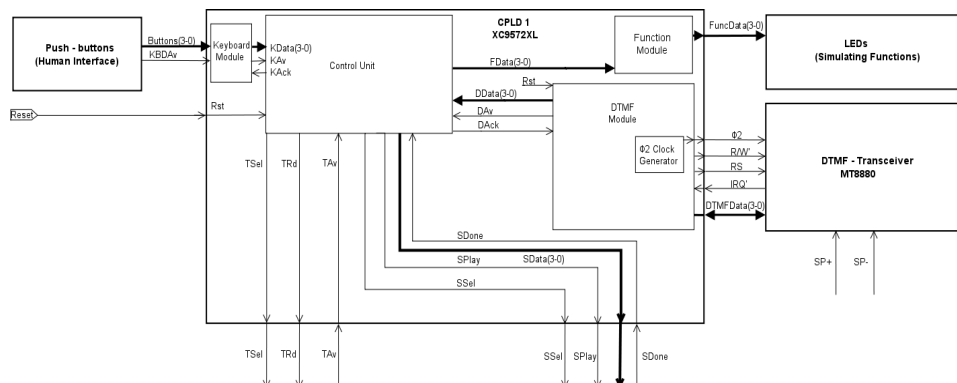 CPLD 1
XC9572XL
Push - buttons
(Human Interface)
Buttons(3-0)
KBDAv
Keyboard
Module
KData(3-0)
KAv
KAck
Control Unit
FData(3-0)
Function
Module
FuncData(3-0)
LEDs
(Simulating Functions)
Reset
Rst
Rst
DData(3-0)
DAv
DAck
DTMF
Module
Φ2 Clock
Generator
Φ2
R/W'
RS
IRQ'
DTMFData(3-0)
DTMF - Transceiver
MT8880
TSel
TRd
TAv
SDone
SPlay
SData(3-0)
SSel
SP+
SP-
TSel
TRd
TAv
SSel
SPlay
SDone